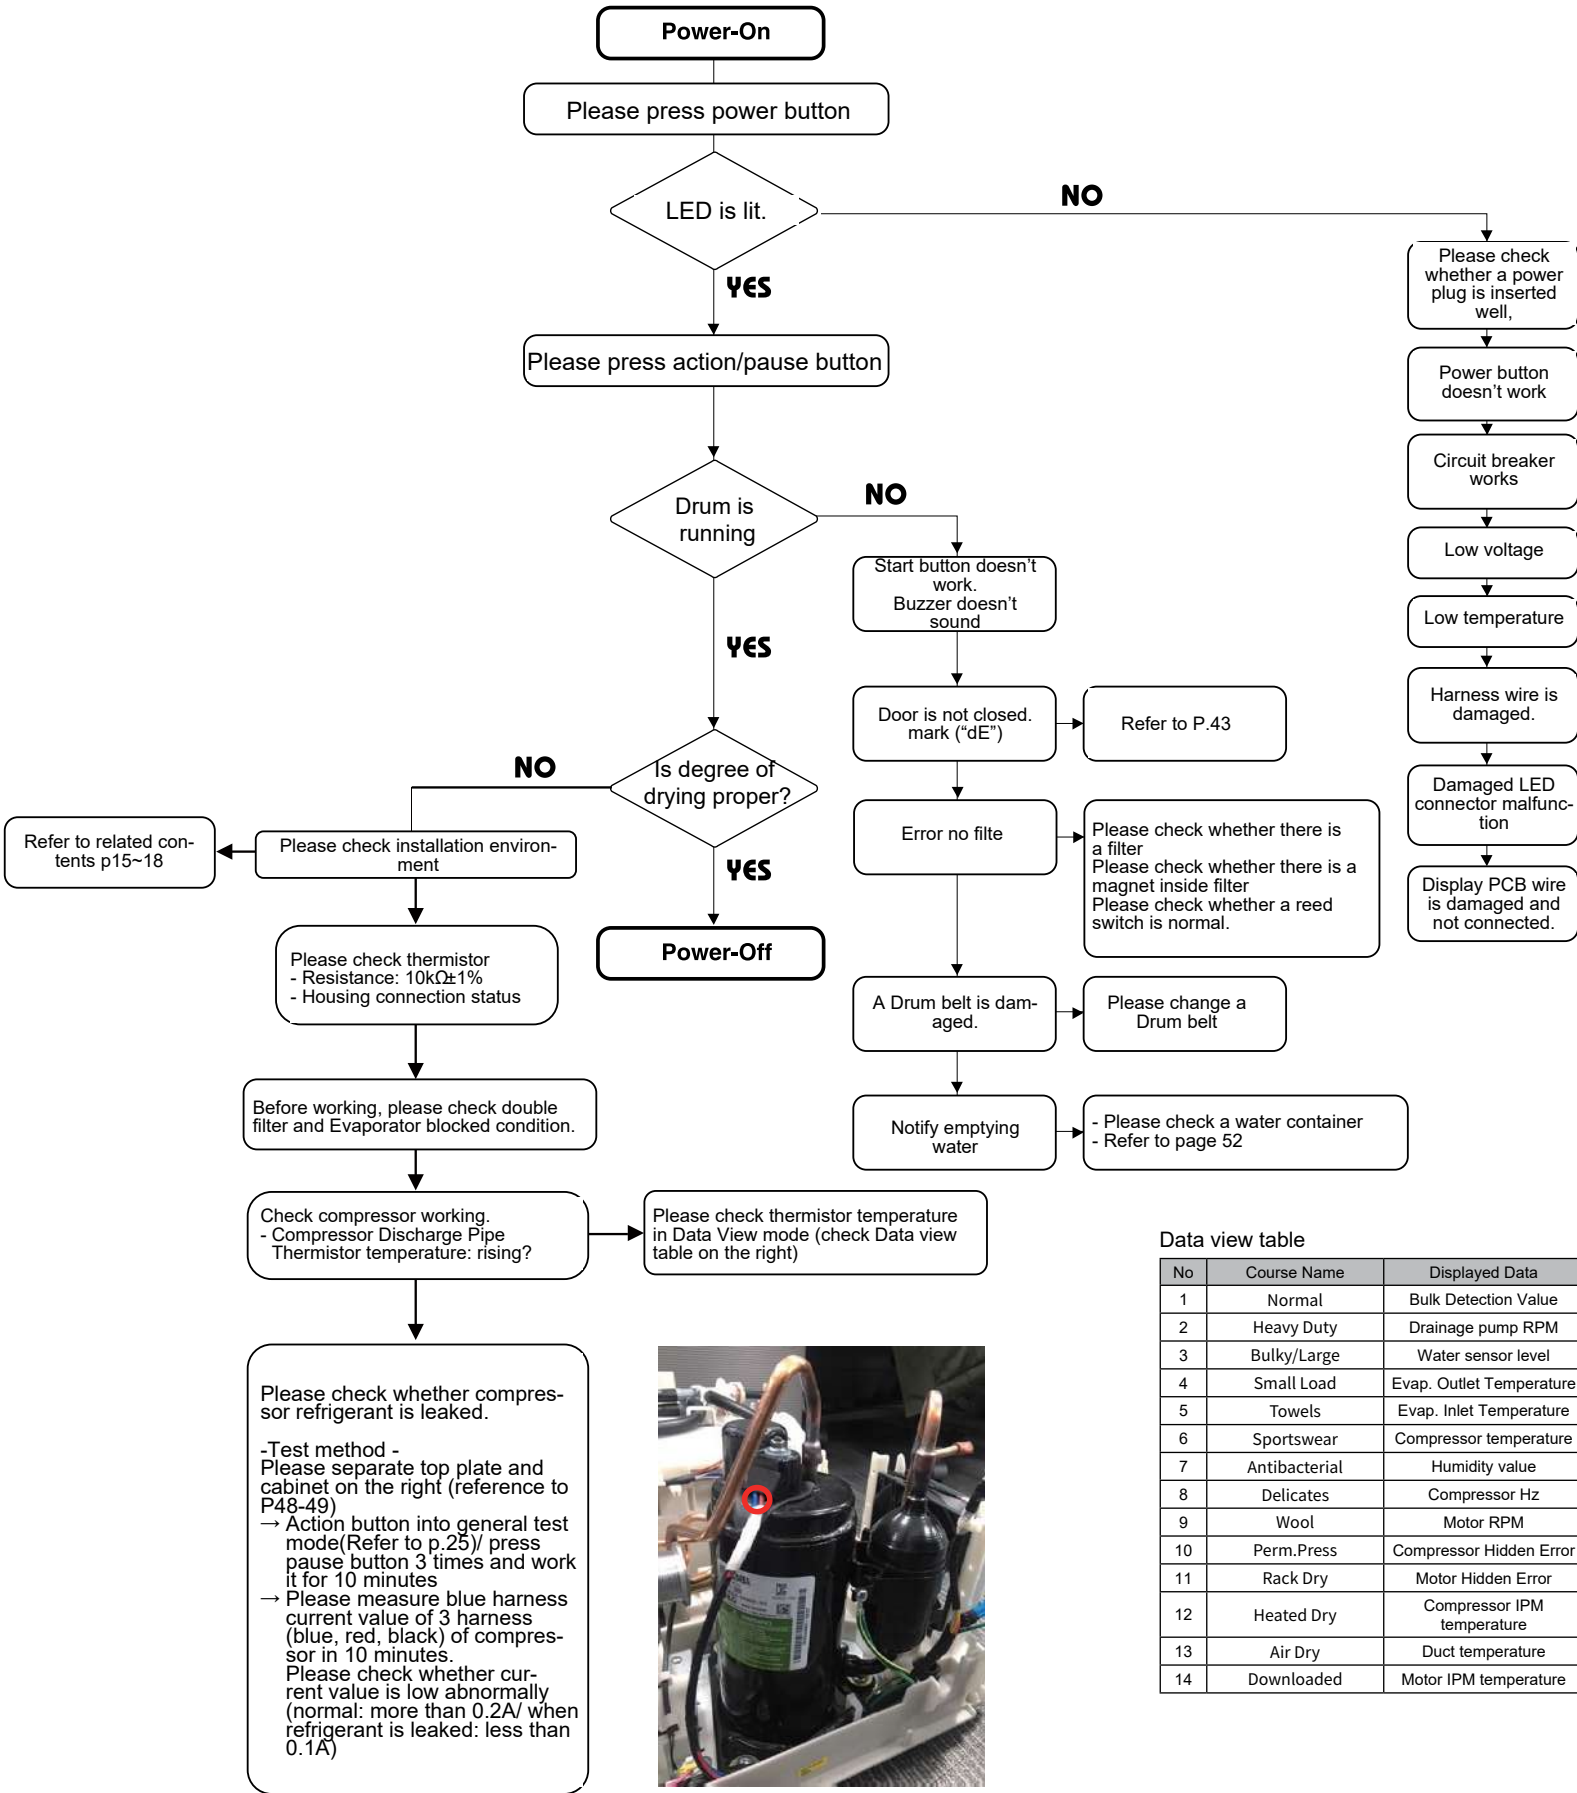 Power-On
Please press power button
LED is lit.
NO
YES
Please check
whether a power
plug is inserted
well,
Power button
doesn't work
Circuit breaker
works
Low voltage
Low temperature
Harness wire is
damaged.
Damaged LED
connector malfunc-
tion
Display PCB wire
is damaged and
not connected.
Please press action/pause button
Drum is
running
NO
YES
Start button doesn't
work.
Buzzer doesn't
sound
Door is not closed.
mark ("dE")
Refer to P.43
Error no filte
Please check whether there is
a filter
Please check whether there is a
magnet inside filter
Please check whether a reed
switch is normal.
A Drum belt is dam-
aged.
Please change a
Drum belt
Notify emptying
water
- Please check a water container
- Refer to page 52
Is degree of
drying proper?
NO
YES
Power-Off
Please check installation environ-
ment
Refer to related con-
tents p15~18
Please check thermistor
- Resistance: 10kΩ±1%
- Housing connection status
Before working, please check double
filter and Evaporator blocked condition.
Check compressor working.
- Compressor Discharge Pipe
Thermistor temperature: rising?
Please check thermistor temperature
in Data View mode (check Data view
table on the right)
Please check whether compres-
sor refrigerant is leaked.
-Test method -
Please separate top plate and
cabinet on the right (reference to
P48-49)
→ Action button into general test
mode(Refer to p.25)/ press
pause button 3 times and work
it for 10 minutes
→ Please measure blue harness
current value of 3 harness
(blue, red, black) of compres-
sor in 10 minutes.
Please check whether cur-
rent value is low abnormally
(normal: more than 0.2A/ when
refrigerant is leaked: less than
0.1A)
Data view table
No Course Name Displayed Data
1 Normal Bulk Detection Value
2 Heavy Duty Drainage pump RPM
3 Bulky/Large Water sensor level
4 Small Load Evap. Outlet Temperature
5 Towels Evap. Inlet Temperature
6 Sportswear Compressor temperature
7 Antibacterial Humidity value
8 Delicates Compressor Hz
9 Wool Motor RPM
10 Perm.Press Compressor Hidden Error
11 Rack Dry Motor Hidden Error
12 Heated Dry Compressor IPM
temperature
13 Air Dry Duct temperature
14 Downloaded Motor IPM temperature